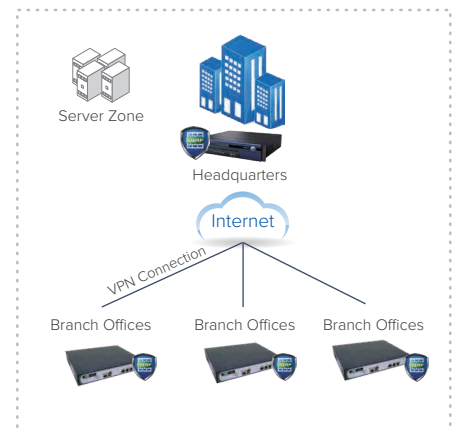 Server Zone
Headquarters
Internet
VPN Connection
Branch Offices
Branch Offices
Branch Offices